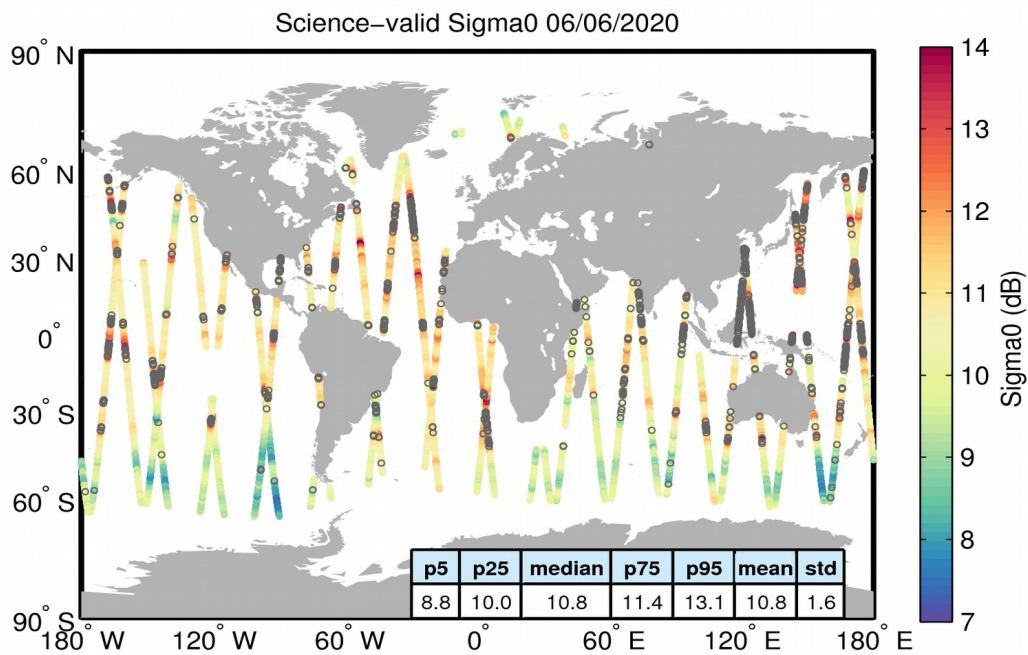 Science−valid Sigma0 06/06/2020
90° N
60° N
30° N
0°
30° S
60° S
90° S
180° W
120° W
60° W
0°
60° E
120° E
180° E
p5 p25 median p75 p95 mean std
8.8 10.0 10.8 11.4 13.1 10.8 1.6
14
13
12
11
10
9
8
7
Sigma0 (dB)